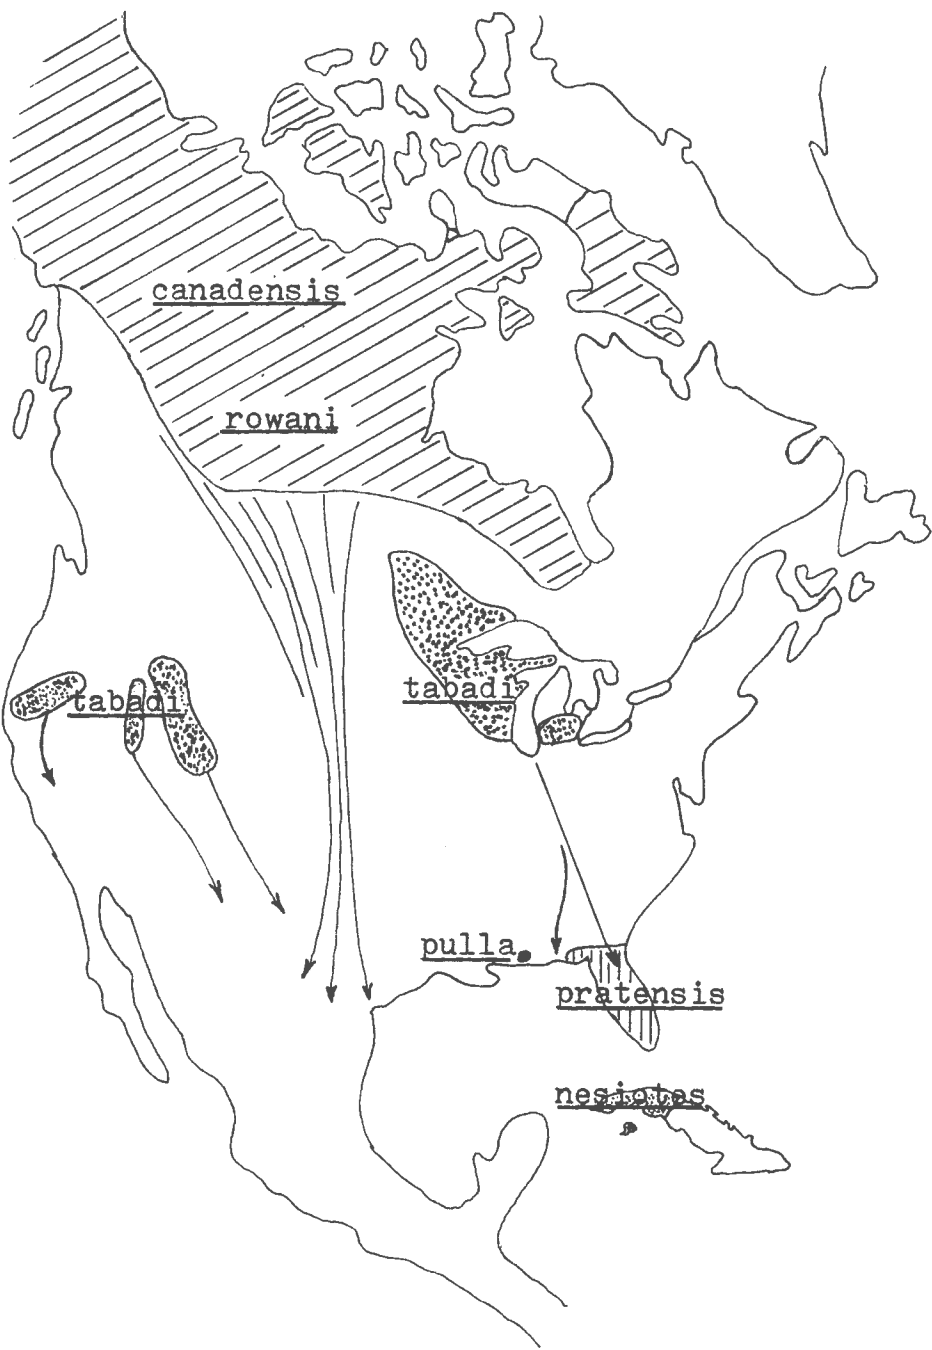 canadensis
rowani
tabadi
tabadi
pulla
pratensis
nesiotes